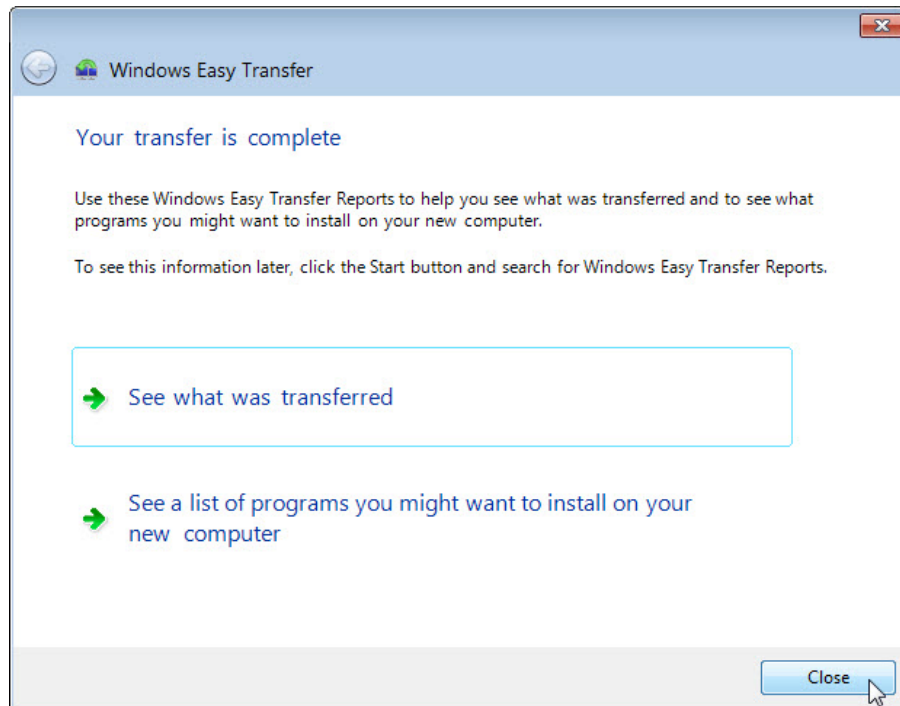 Windows Easy Transfer
Your transfer is complete
Use these Windows Easy Transfer Reports to help you see what was transferred and to see what
programs you might want to install on your new computer.
To see this information later, click the Start button and search for Windows Easy Transfer Reports.
See what was transferred
See a list of programs you might want to install on your
new computer
Close